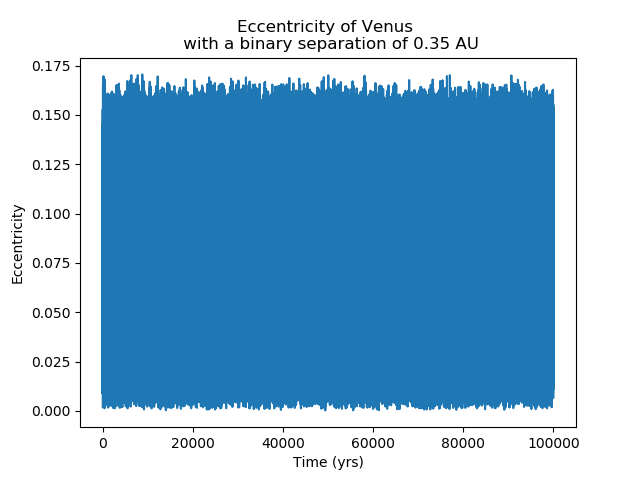 Eccentricity of Venus
with a binary separation of 0.35 AU
0.175
0.150
0.125
0.100
0.075
0.050
0.025
0.000
Eccentricity
0 20000 40000 60000 80000 100000
Time (yrs)